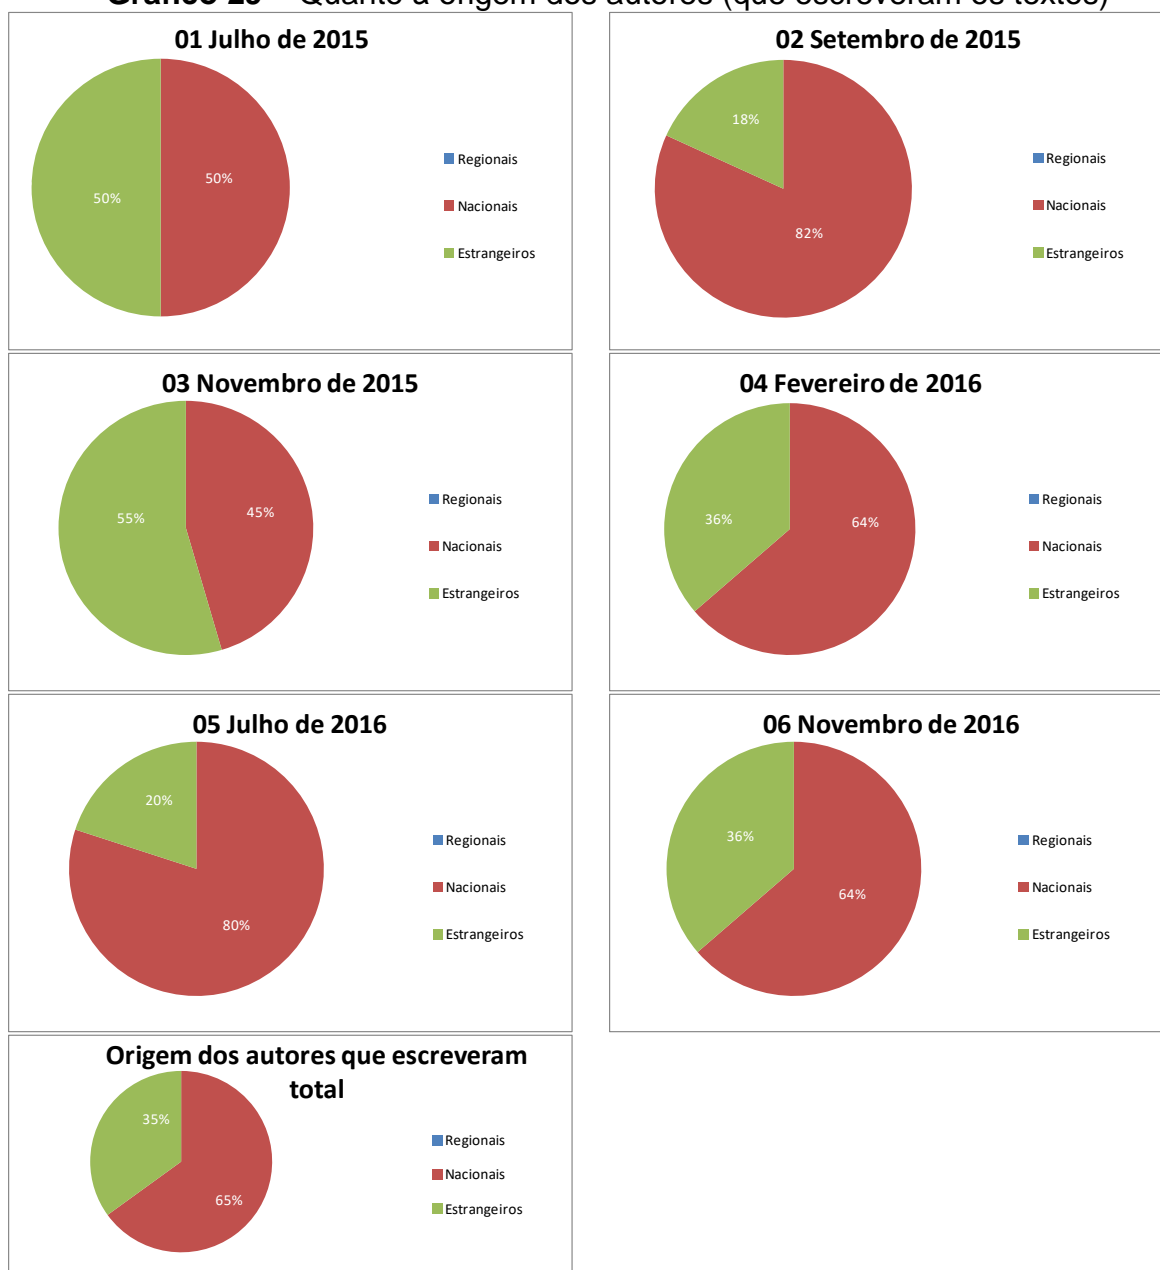 Quanto à origem dos autores (que escreveram os textos)
01 Julho de 2015
50%
50%
Regionais
Nacionais
Estrangeiros
02 Setembro de 2015
18%
82%
Regionais
Nacionais
Estrangeiros
03 Novembro de 2015
55%
45%
Regionais
Nacionais
Estrangeiros
04 Fevereiro de 2016
36%
64%
Regionais
Nacionais
Estrangeiros
05 Julho de 2016
20%
80%
Regionais
Nacionais
Estrangeiros
06 Novembro de 2016
36%
64%
Regionais
Nacionais
Estrangeiros
Origem dos autores que escreveram
total
35%
65%
Regionais
Nacionais
Estrangeiros